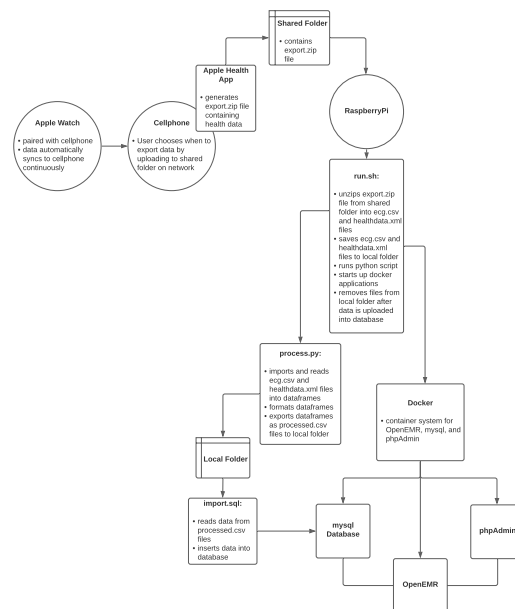 Shared Folder
• contains
export.zip
file
Apple Health
App
• generates
export.zip file
containing
health data
Apple Watch
• paired with cellphone
• data automatically
syncs to cellphone
continuously
Cellphone
• User chooses when to
export data by
uploading to shared
folder on network
RaspberryPi
run.sh:
• unzips export.zip
file from shared
folder into ecg.csv
and
healthdata.xml
files
• saves ecg.csv and
healthdata.xml
files to local folder
• runs python script
• starts up docker
applications
• removes files from
local folder after
data is uploaded
into database
process.py:
• imports and reads
ecg.csv and
healthdata.xml files
into dataframes
• formats dataframes
• exports dataframes
as processed.csv
files to local folder
Docker
• container system for
OpenEMR, mysql, and
phpAdmin
Local Folder
import.sql:
• reads data from
processed.csv
files
• inserts data into
database
mysql
Database
phpAdmin
OpenEMR